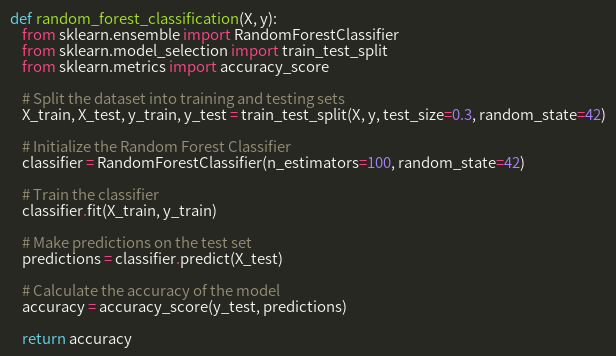 def random_forest_classification(X, y):
    from sklearn.ensemble import RandomForestClassifier
    from sklearn.model_selection import train_test_split
    from sklearn.metrics import accuracy_score
    # Split the dataset into training and testing sets
    X_train, X_test, y_train, y_test = train_test_split(X, y, test_size=0.3, random_state=42)
    # Initialize the Random Forest Classifier
    classifier = RandomForestClassifier(n_estimators=100, random_state=42)
    # Train the classifier
    classifier.fit(X_train, y_train)
    # Make predictions on the test set
    predictions = classifier.predict(X_test)
    # Calculate the accuracy of the model
    accuracy = accuracy_score(y_test, predictions)
    return accuracy